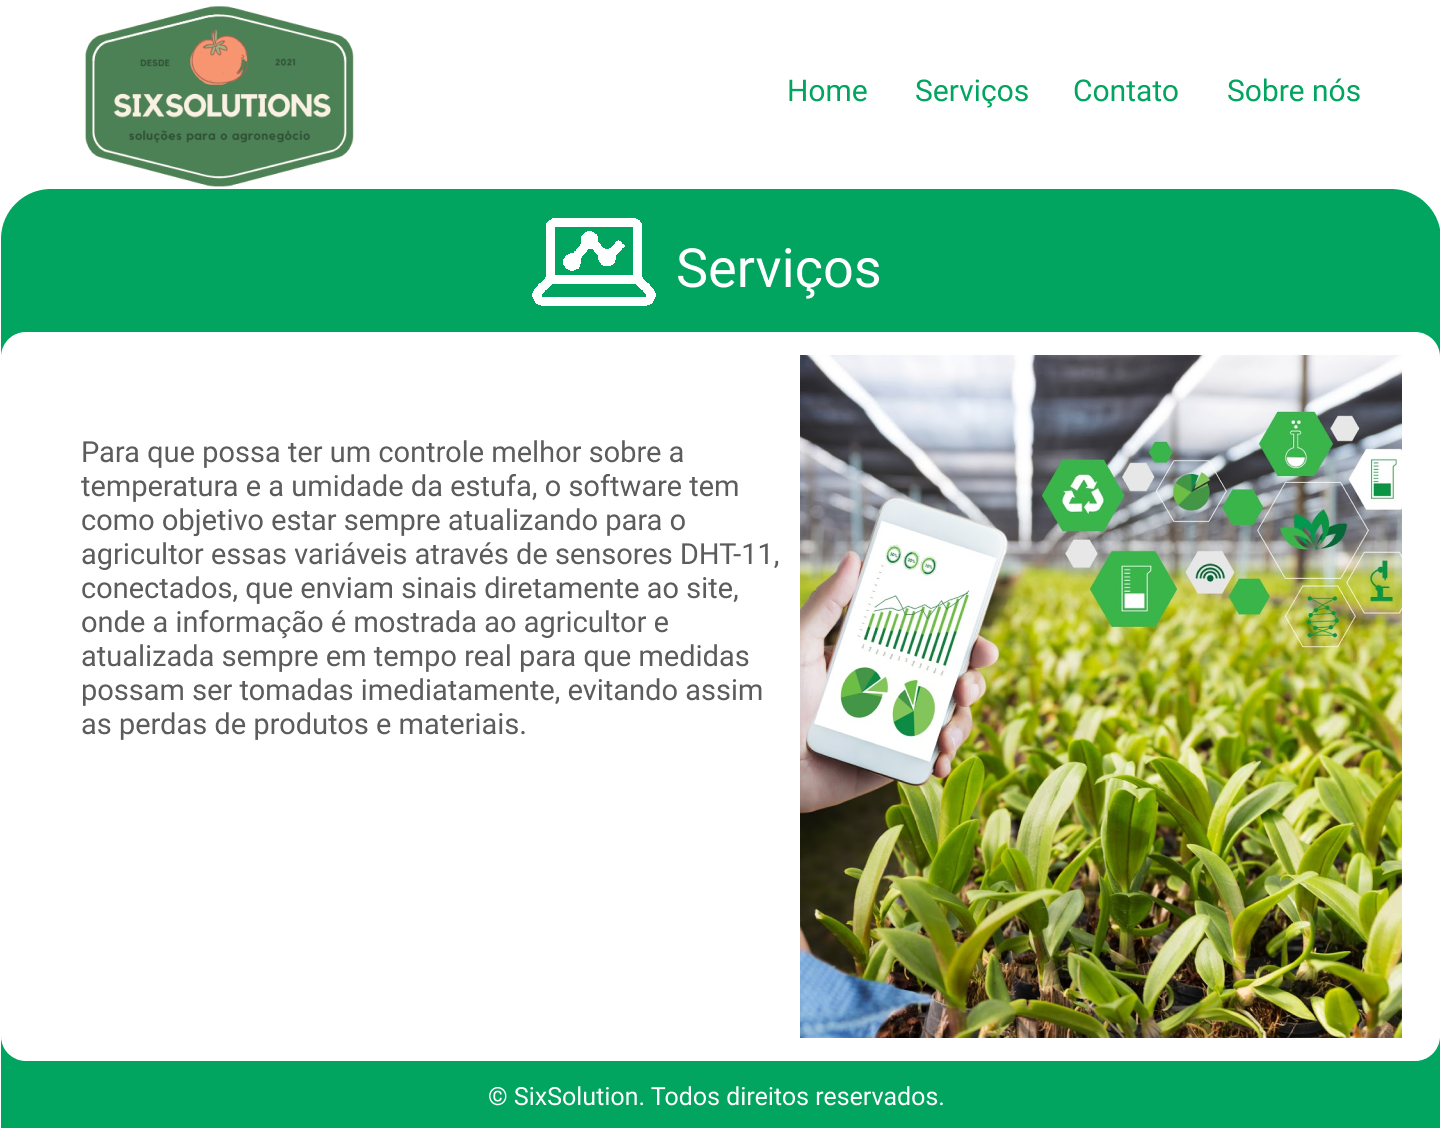 DESDE
2021
SIXSOLUTIONS
soluções para o agronegócio
Home Serviços Contato Sobre nós
Serviços
Para que possa ter um controle melhor sobre a
temperatura e a umidade da estufa, o software tem
como objetivo estar sempre atualizando para o
agricultor essas variáveis através de sensores DHT-11,
conectados, que enviam sinais diretamente ao site,
onde a informação é mostrada ao agricultor e
atualizada sempre em tempo real para que medidas
possam ser tomadas imediatamente, evitando assim
as perdas de produtos e materiais.
© SixSolution. Todos direitos reservados.